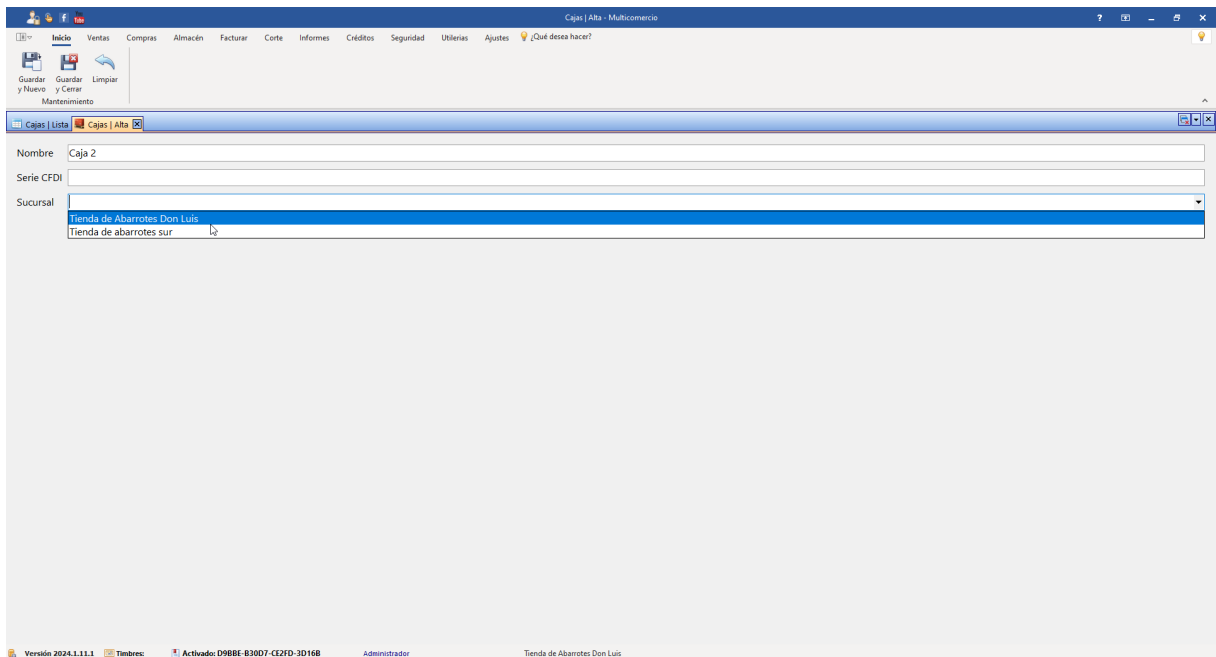 Cajas | Alta - Multicomercio
Inicio Ventas Compras Almacén Facturar Corte Informes Créditos Seguridad Utilerias Ajustes ¿Qué desea hacer?
Guardar y Nuevo
Guardar y Cerrar
Limpiar
Mantenimiento
Cajas | Lista Cajas | Alta
Nombre Caja 2
Serie CFDI
Sucursal
Tienda de Abarrotes Don Luis
Tienda de abarrotes sur
Versión 2024.1.11.1 Timbres: Activado: D9BBE-B30D7-CE2FD-3D16B Administrador Tienda de Abarrotes Don Luis